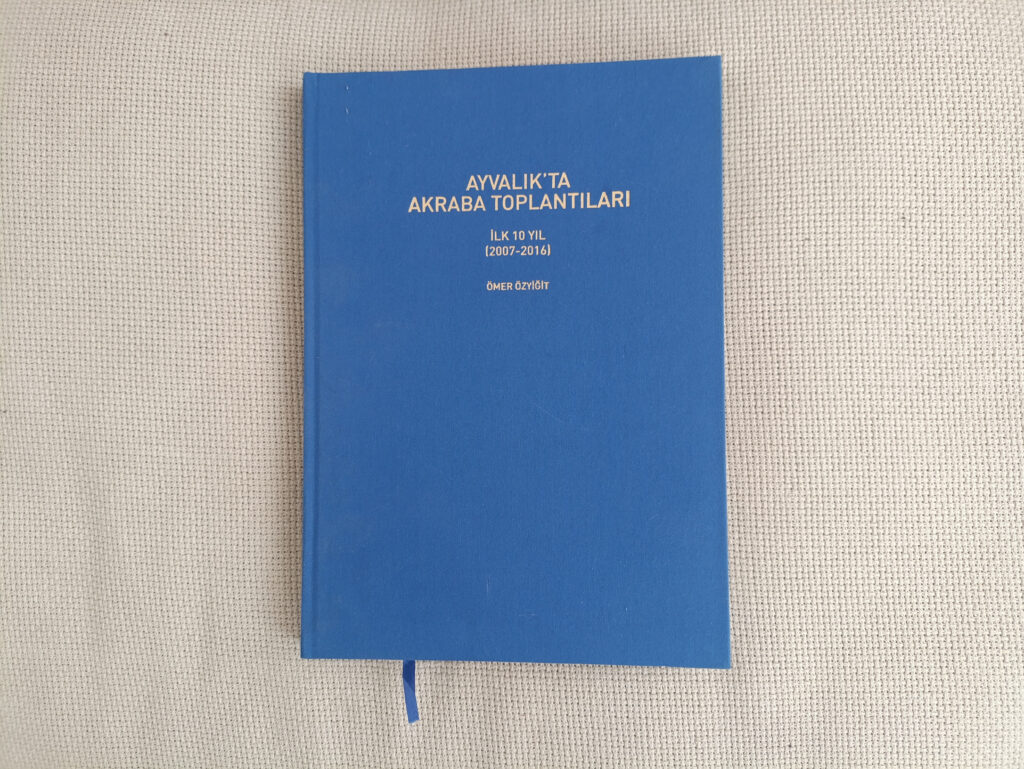 AYVALIK'TA
AKRABA TOPLANTILARI
İLK 10 YIL
(2007-2016)
ÖMER ÖZYİĞİT